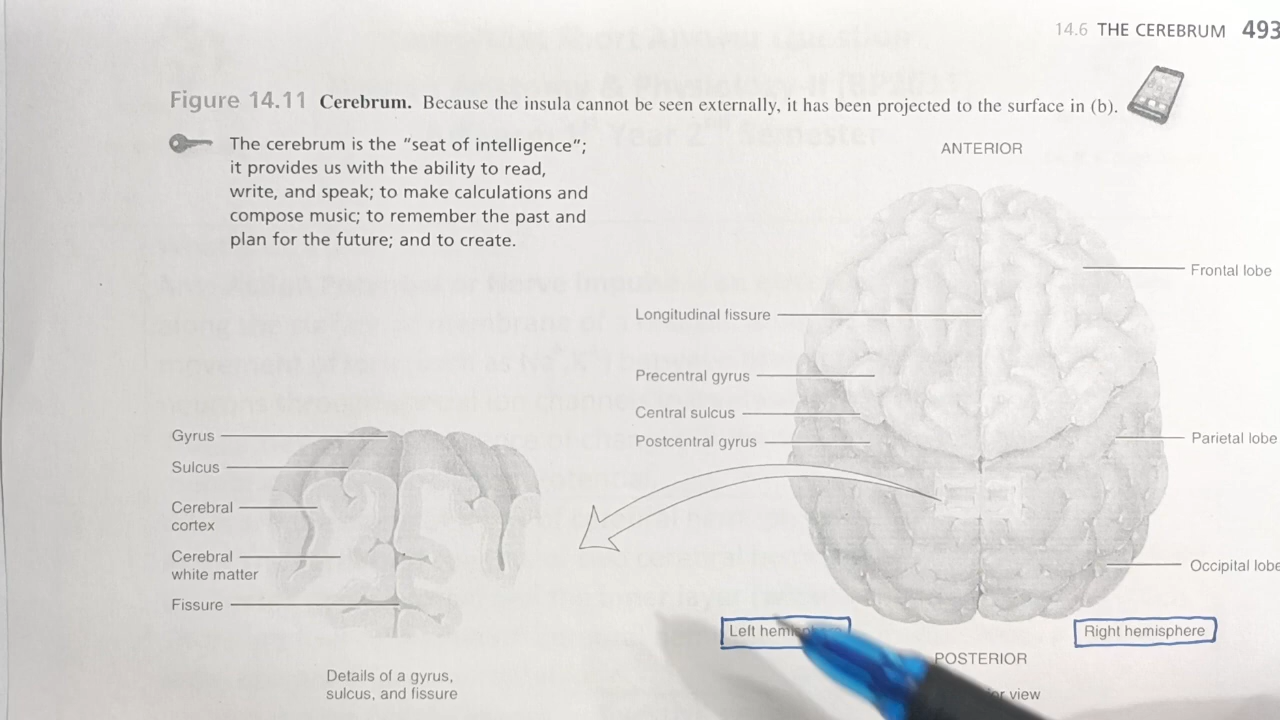 14.6 THE CEREBRUM 493
Figure 14.11 Cerebrum. Because the insula cannot be seen externally, it has been projected to the surface in (b).
The cerebrum is the “seat of intelligence”;
it provides us with the ability to read,
write, and speak; to make calculations and
compose music; to remember the past and
plan for the future; and to create.
ANTERIOR
Frontal lobe
Longitudinal fissure
Precentral gyrus
Central sulcus
Postcentral gyrus
Parietal lobe
Occipital lobe
Gyrus
Sulcus
Cerebral
cortex
Cerebral
white matter
Fissure
Left
Right hemisphere
POSTERIOR
view
Details of a gyrus,
sulcus, and fissure